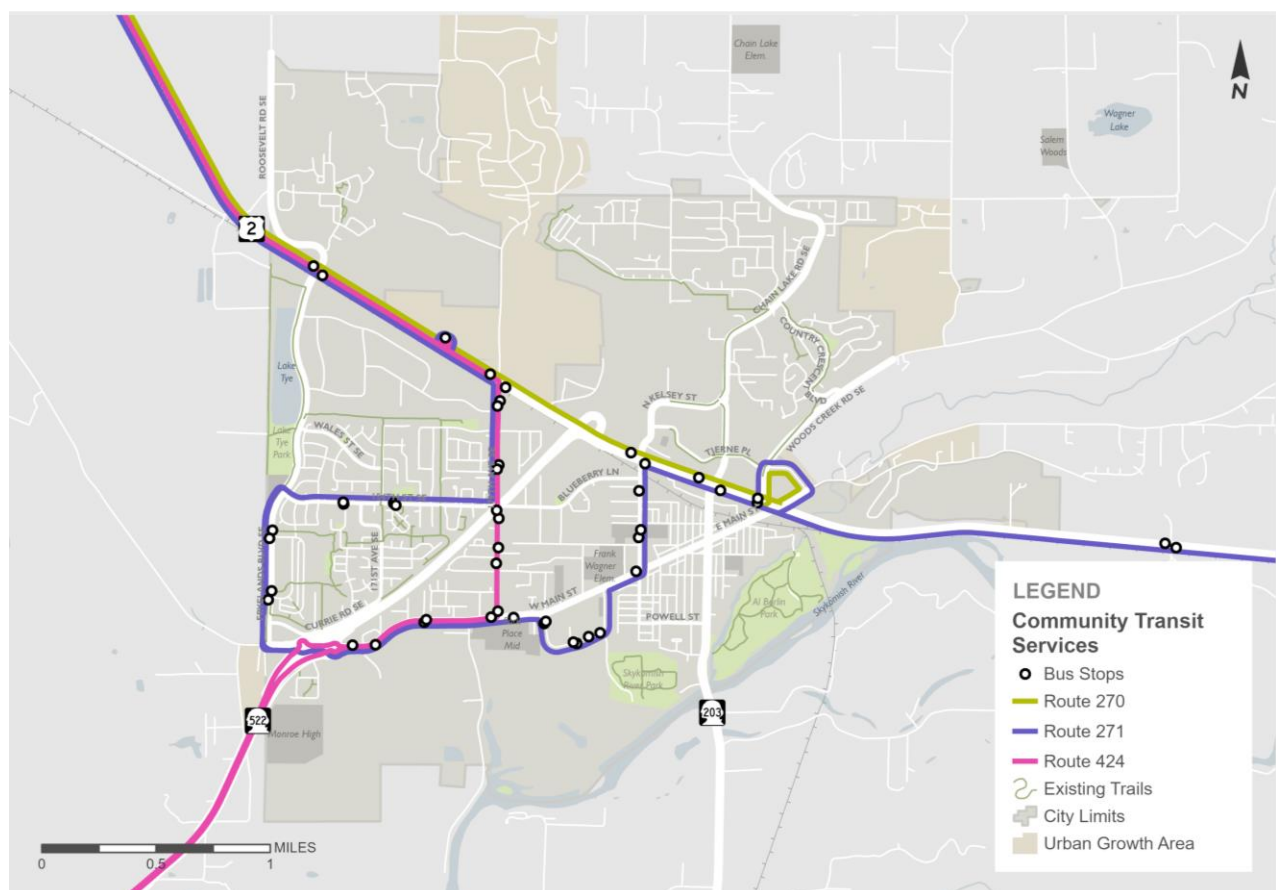 Chain Lake
Elem.
N
Wagner
Lake
Salem
Woods
ROOSEVELT RD SE
2
CHAIN LAKE RD SE
COUNTRY CRESCENT
BLVD
Lake
Tye
N KELSEY ST
WOODS CREEK RD SE
WALES ST SE
Lake Tye
Park
TJERNE PL
BLUEBERRY LN
E MAIN ST
171ST AVE SE
Frank
Wagner
Elem
FRYELANDS BLVD SE
W MAIN ST
Al Borlin
Park
Skykomish River
CURRIE RD SE
POWELL ST
Place
Mid
Skykomish
River Park
522
Monroe High
203
LEGEND
Community Transit
Services
Bus Stops
Route 270
Route 271
Route 424
Existing Trails
City Limits
Urban Growth Area
MILES
0
0.5
1